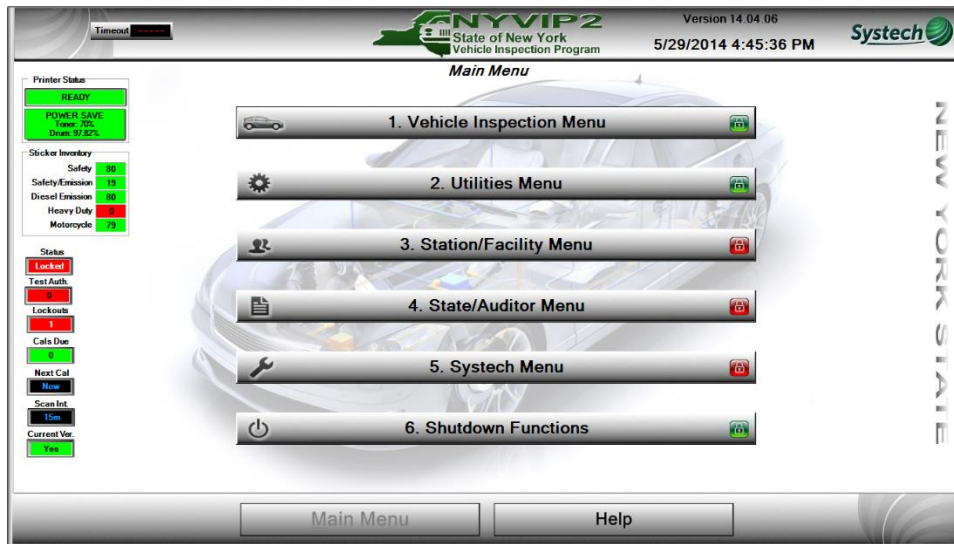 Timeout
NYVIP2
State of New York
Vehicle Inspection Program
Version 14.04.06
5/29/2014 4:45:36 PM
Systech
Main Menu
Printer Status
READY
POWER SAVE
Toner: 70%
Drum: 97.82%
Sticker Inventory
Safety 80
Safety/Emission 19
Diesel Emission 80
Heavy Duty 0
Motorcycle 79
Status
Locked
Test Auth.
0
Lockouts
1
Cals Due
0
Next Cal
Now
Scan Int.
15m
Current Ver.
Yes
1. Vehicle Inspection Menu
2. Utilities Menu
3. Station/Facility Menu
4. State/Auditor Menu
5. Systech Menu
6. Shutdown Functions
NEW YORK STATE
Main Menu
Help